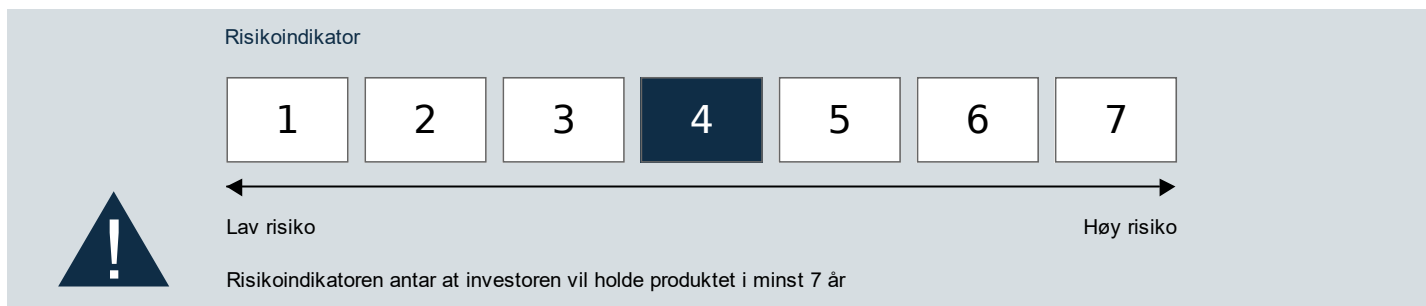 Risikoindikator
1 2 3 4 5 6 7
Lav risiko Høy risiko
!
Risikoindikatoren antar at investoren vil holde produktet i minst 7 år